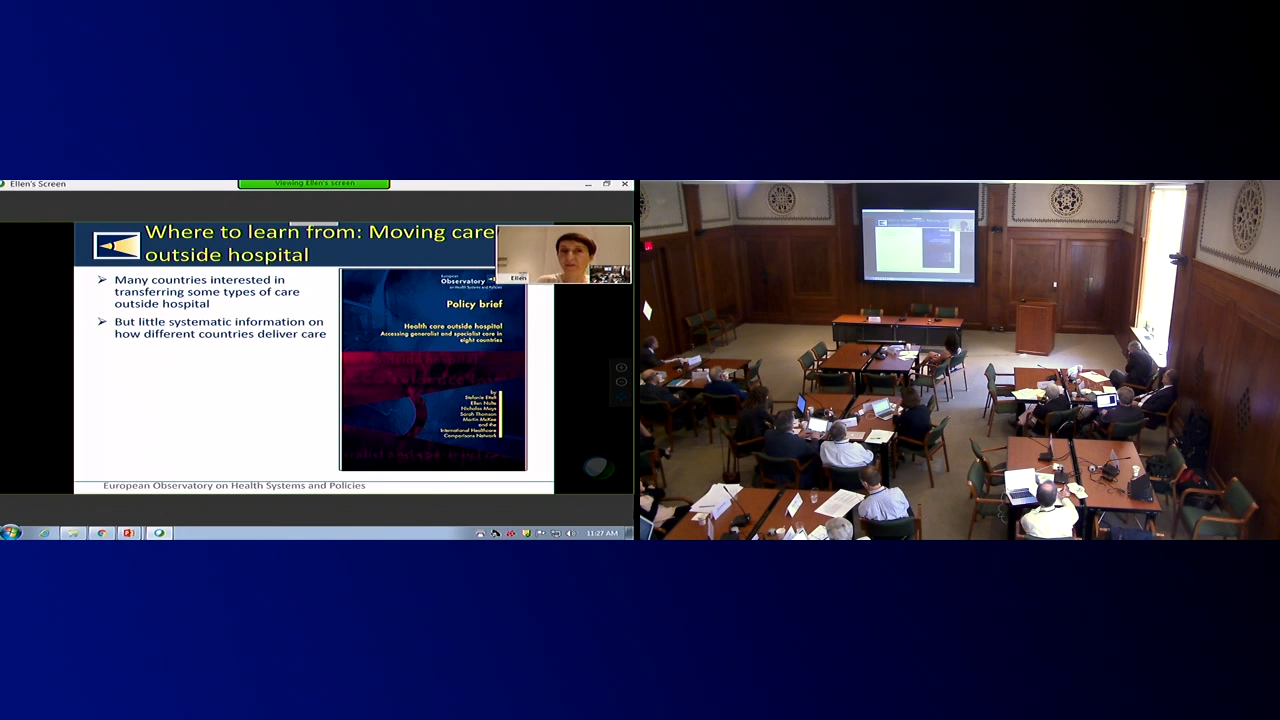 Ellen's Screen
Viewing Ellen's screen
Where to learn from: Moving care
outside hospital
Ellen
Many countries interested in
transferring some types of care
outside hospital
But little systematic information on
how different countries deliver care
European
Observatory
on Health Systems and Policies
Policy brief
Health care outside hospital
Accessing generalist and specialist care in
eight countries
by
Stefanie Ettelt
Ellen Nolte
Nicholas Mays
Sarah Thomson
Martin McKee
and the
International Healthcare
Comparisons Network
European Observatory on Health Systems and Policies
11:27 AM